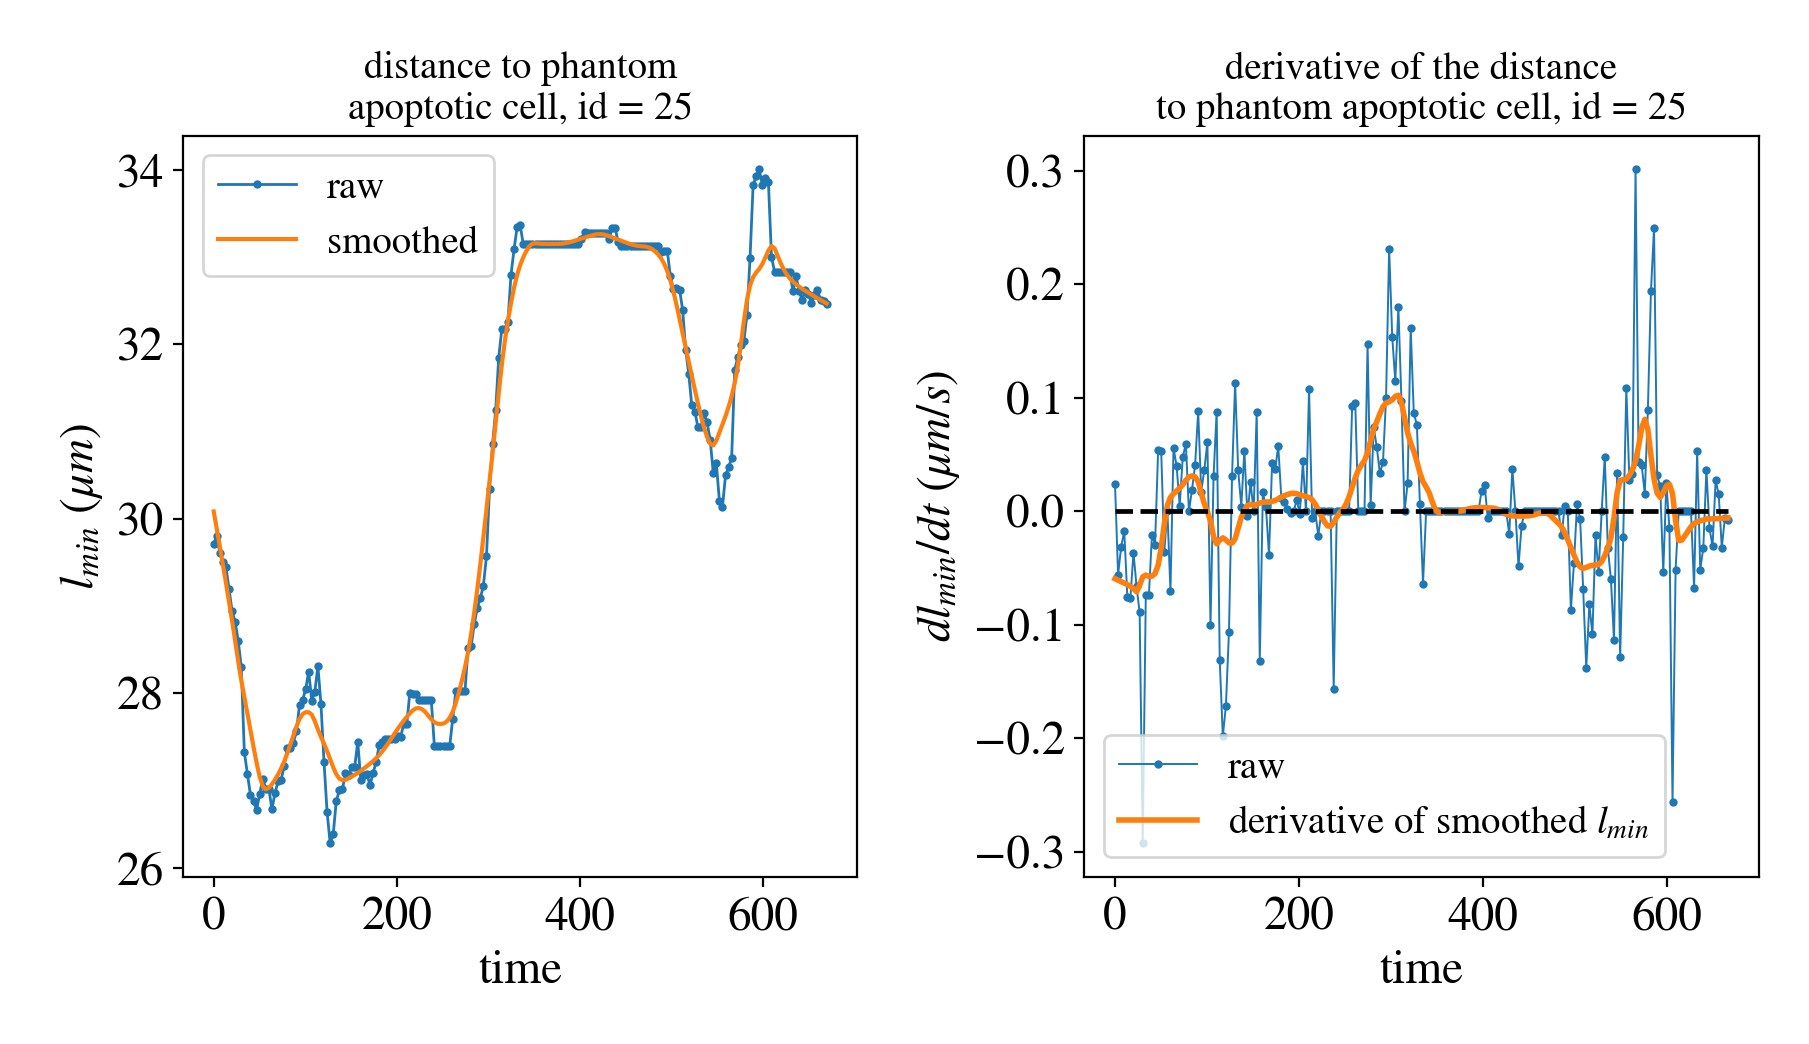 distance to phantom
apoptotic cell, id = 25
34
32
30
28
26
l_min (μm)
raw
smoothed
0 200 400 600
time
derivative of the distance
to phantom apoptotic cell, id = 25
0.3
0.2
0.1
0.0
−0.1
−0.2
−0.3
dl_min/dt (μm/s)
raw
derivative of smoothed l_min
0 200 400 600
time